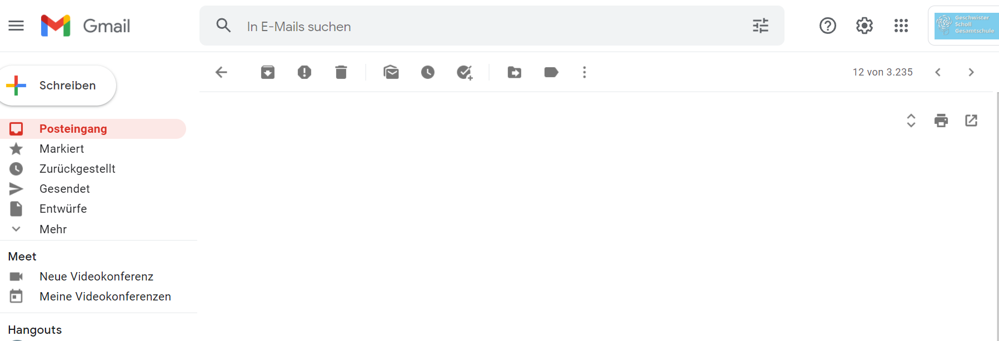 Gmail
In E-Mails suchen
Geschwister
Scholl
Gesamtschule
Schreiben
12 von 3.235
Posteingang
Markiert
Zurückgestellt
Gesendet
Entwürfe
Mehr
Meet
Neue Videokonferenz
Meine Videokonferenzen
Hangouts